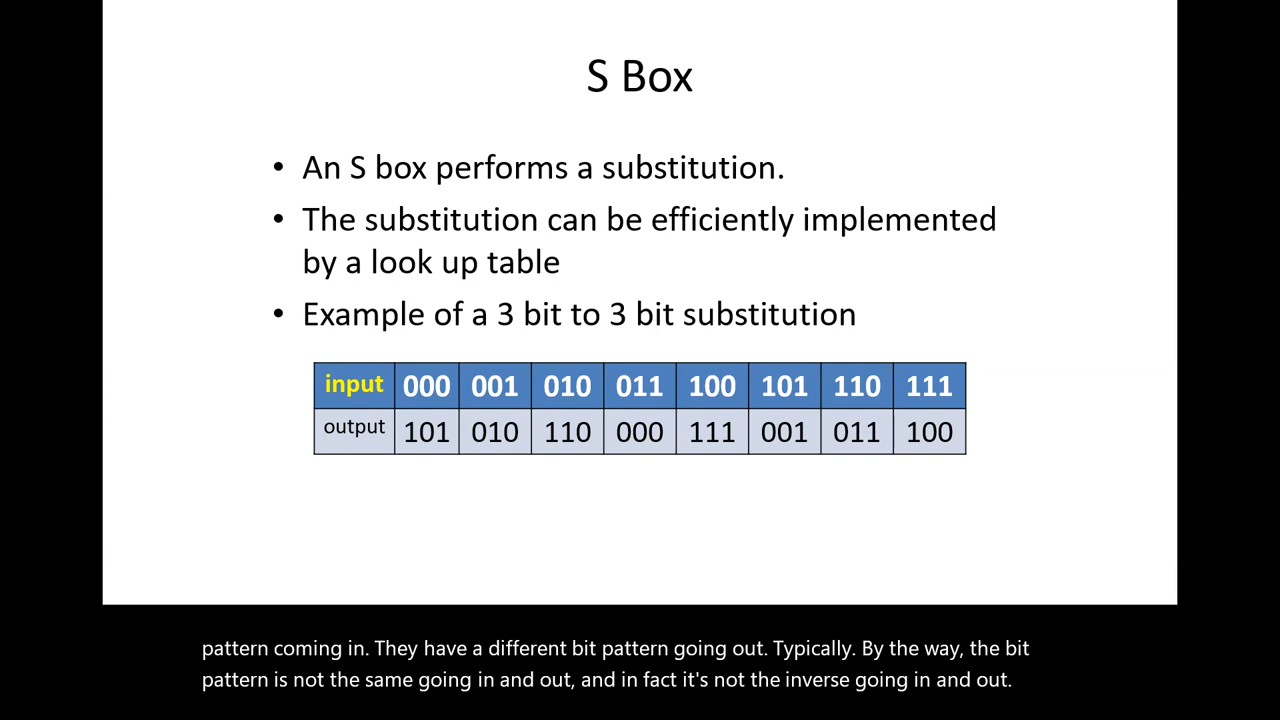 S Box
• An S box performs a substitution.
• The substitution can be efficiently implemented
by a look up table
• Example of a 3 bit to 3 bit substitution
input 000 001 010 011 100 101 110 111
output 101 010 110 000 111 001 011 100
pattern coming in. They have a different bit pattern going out. Typically. By the way, the bit
pattern is not the same going in and out, and in fact it's not the inverse going in and out.